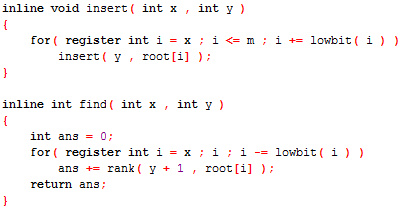 inline void insert( int x , int y )
{
    for( register int i = x ; i <= m ; i += lowbit( i ) )
        insert( y , root[i] );
}

inline int find( int x , int y )
{
    int ans = 0;
    for( register int i = x ; i ; i -= lowbit( i ) )
        ans += rank( y + 1 , root[i] );
    return ans;
}